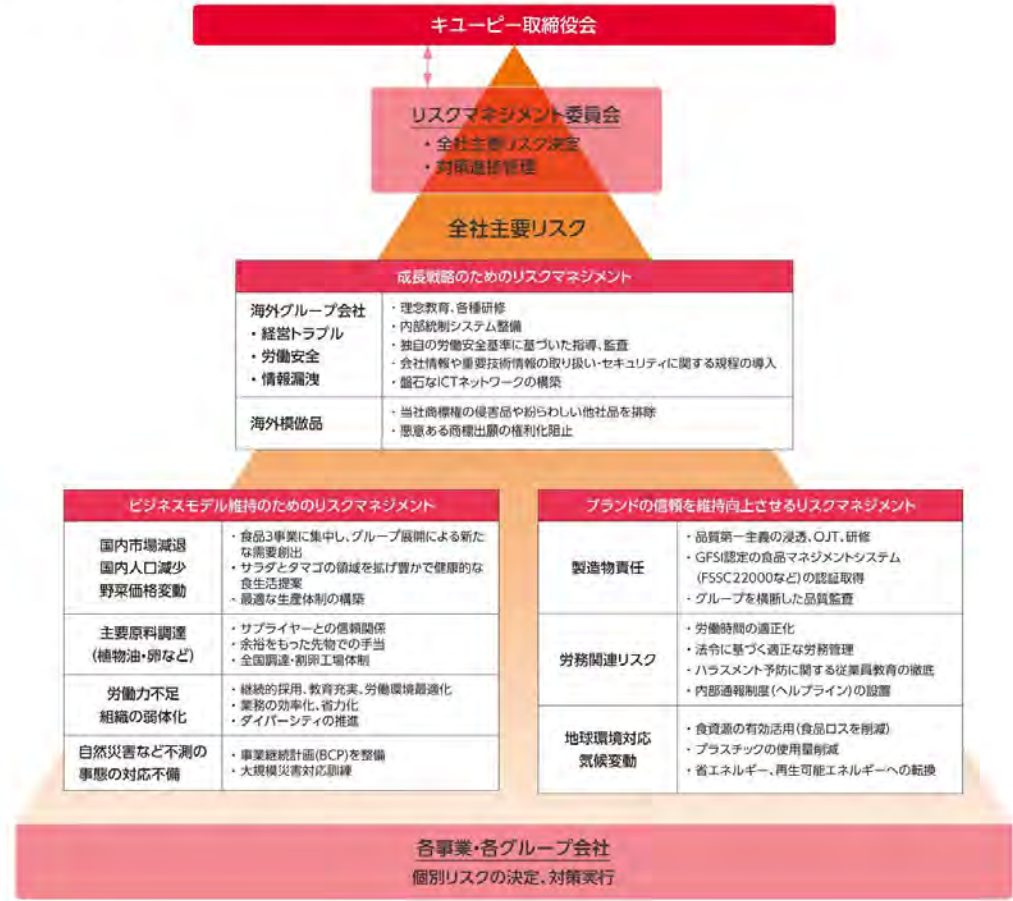 キユーピー取締役会
リスクマネジメント委員会
・全社主要リスク決定
・対策進捗管理
全社主要リスク
成長戦略のためのリスクマネジメント
海外グループ会社
・経営トラブル
・労働安全
・情報漏洩
・理念教育、各種研修
・内部統制システム整備
・独自の労働安全基準に基づいた指導、監査
・会社情報や重要技術情報の取り扱い・セキュリティに関する規程の導入
・盤石なICTネットワークの構築
海外模倣品
・当社商標権の侵害品や紛らわしい他社品を排除
・悪意ある商標出願の権利化阻止
ビジネスモデル維持のためのリスクマネジメント
国内市場減退
国内人口減少
野菜価格変動
・食品3事業に集中し、グループ展開による新た
な需要創出
・サラダとタマゴの領域を拡げ豊かで健康的な
食生活提案
・最適な生産体制の構築
主要原料調達
(植物油・卵など)
・サプライヤーとの信頼関係
・余裕をもった先物での手当
・全国調達・割卵工場体制
労働力不足
組織の弱体化
・継続的採用、教育充実、労働環境最適化
・業務の効率化、省力化
・ダイバーシティの推進
自然災害など不測の
事態の対応不備
・事業継続計画(BCP)を整備
・大規模災害対応訓練
ブランドの信頼を維持向上させるリスクマネジメント
製造物責任
・品質第一主義の浸透、OJT、研修
・GFSI認定の食品マネジメントシステム
(FSSC22000など)の認証取得
・グループを横断した品質監査
労務関連リスク
・労働時間の適正化
・法令に基づく適正な労務管理
・ハラスメント予防に関する従業員教育の徹底
・内部通報制度(ヘルプライン)の設置
地球環境対応
気候変動
・食資源の有効活用(食品ロスを削減)
・プラスチックの使用量削減
・省エネルギー、再生可能エネルギーへの転換
各事業・各グループ会社
個別リスクの決定、対策実行